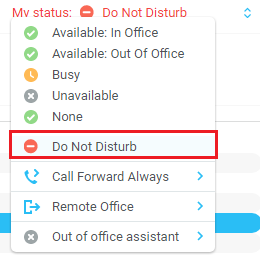 My status: Do Not Disturb
Available: In Office
Available: Out Of Office
Busy
Unavailable
None
Do Not Disturb
Call Forward Always
Remote Office
Out of office assistant